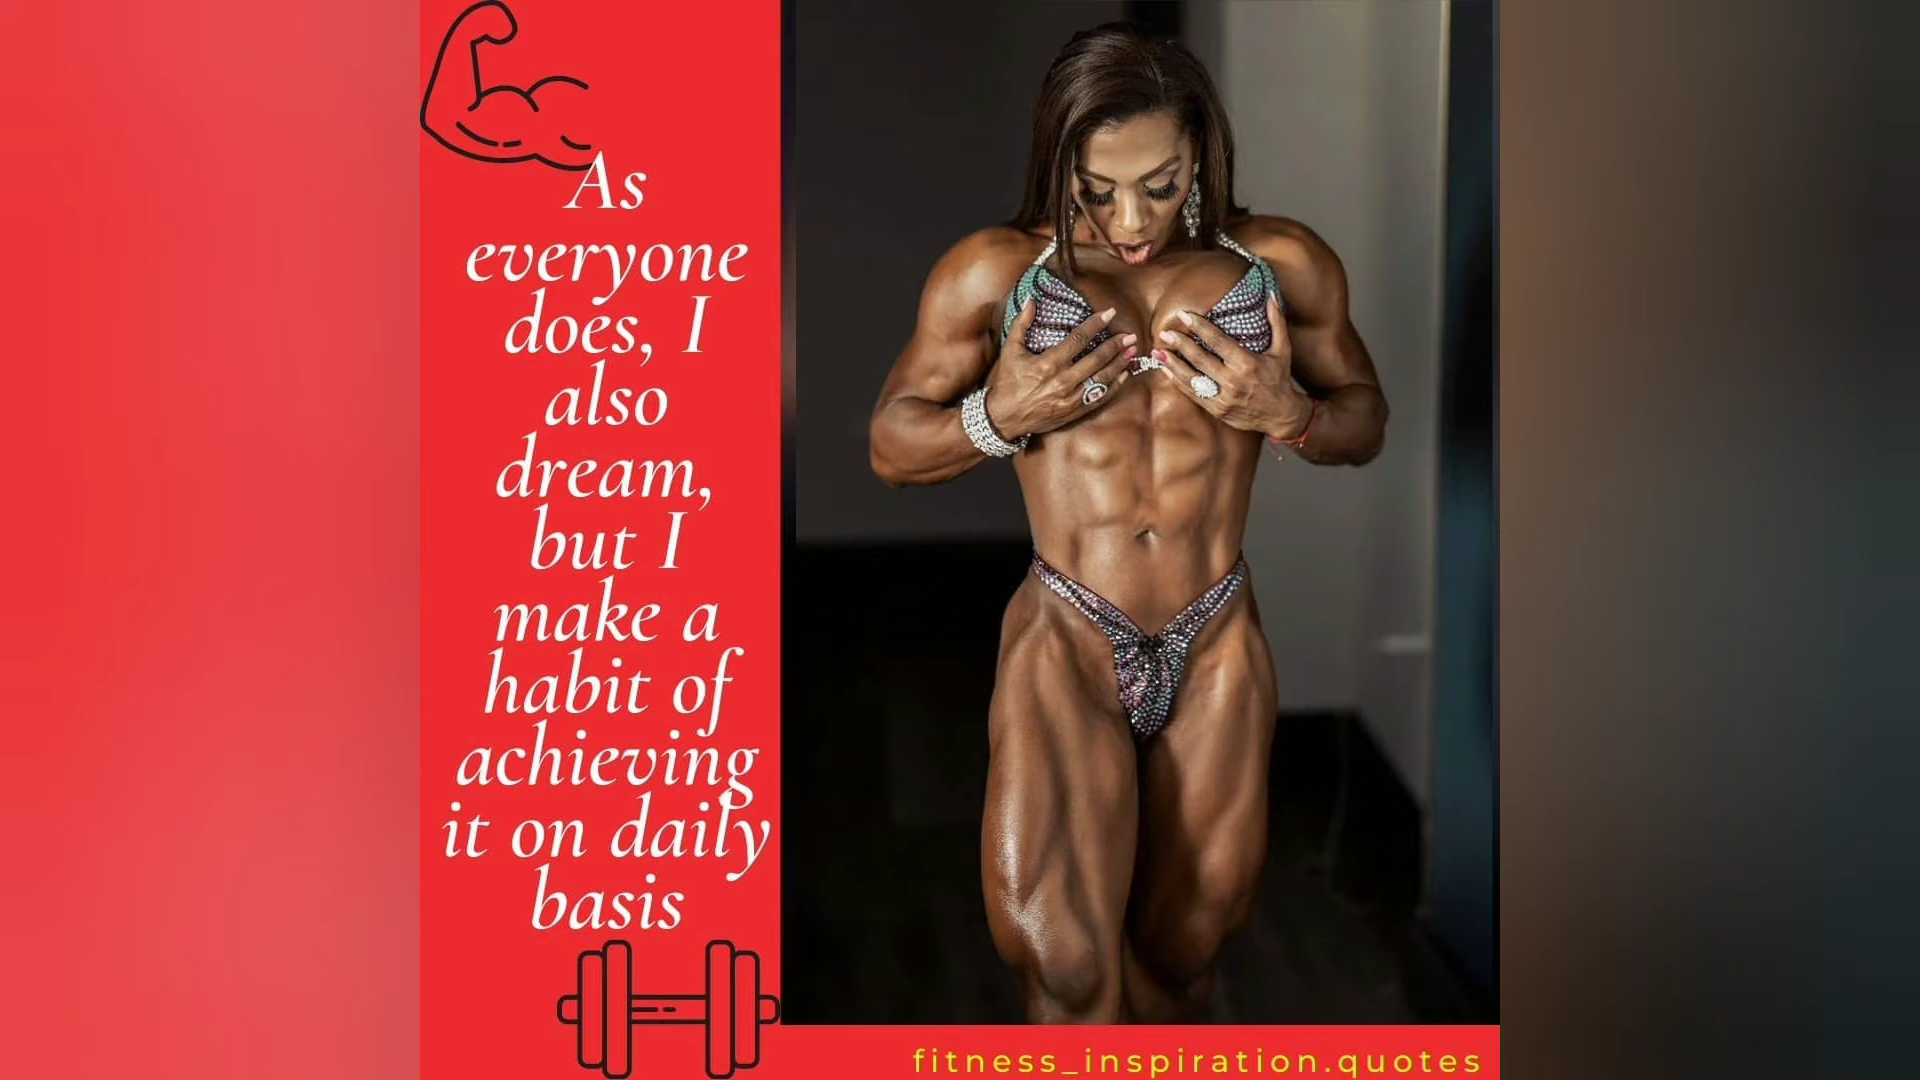 As
everyone
does, I
also
dream,
but I
make a
habit of
achieving
it on daily
basis
fitness_inspiration.quotes